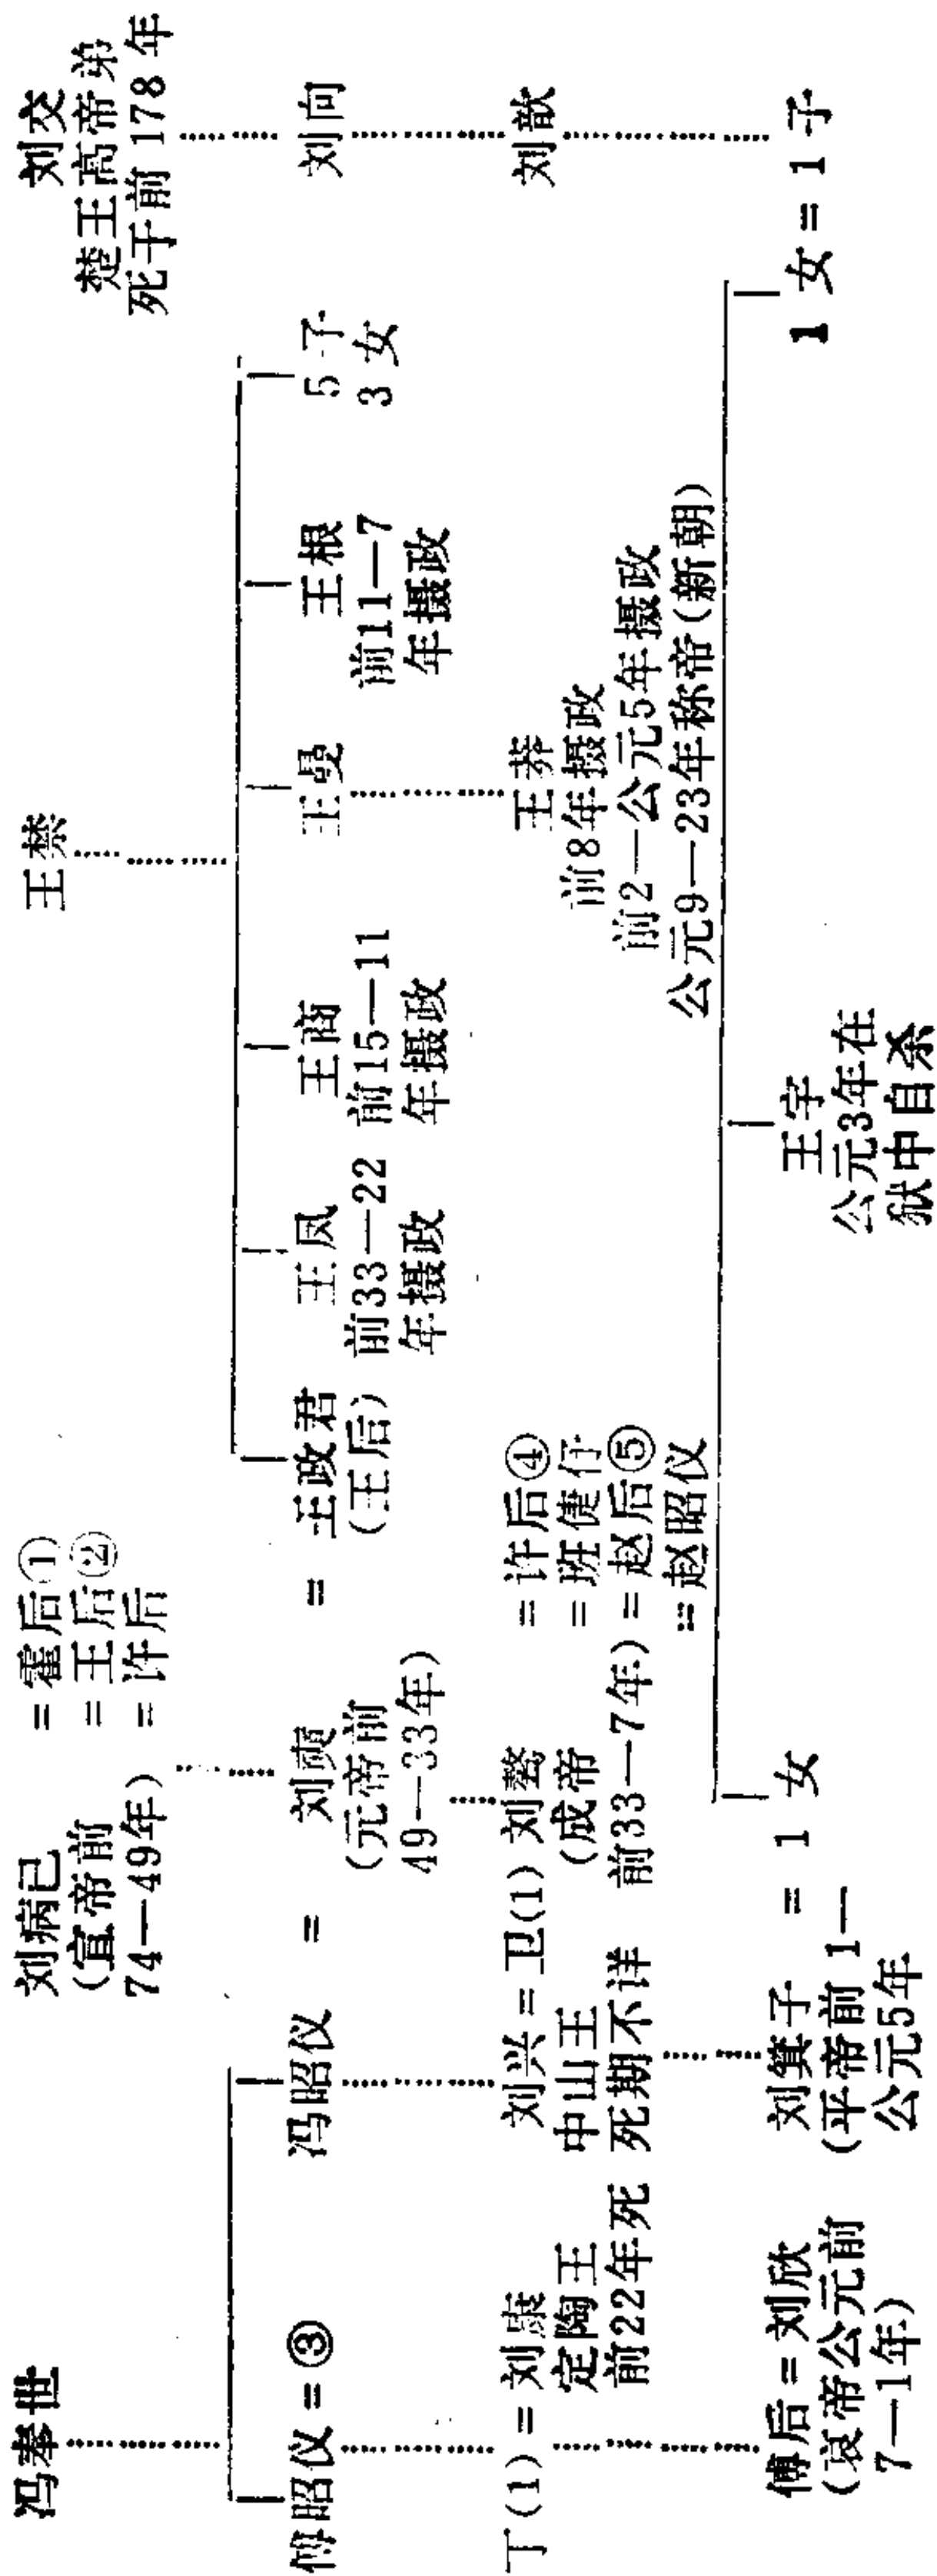 冯奉世
刘病已
(宣帝前
74—49年)
=霍后①
=王后②
=许后
王禁
刘交
楚王高帝弟
死于前178年
傅昭仪=③
冯昭仪
=
刘奭
(元帝前
49—33年)
=
王政君
(王后)
王凤
前33—22
年摄政
王商
前15—11
年摄政
王曼
王根
前11—7
年摄政
5子
3女
刘向
丁(1)=刘康
定陶王
前22年死
刘兴=卫(1)
中山王
死期不详
刘骜
(成帝
前33—7年)
=许后④
=班倢伃
=赵后⑤
=赵昭仪
王莽
前8年摄政
前2—公元5年摄政
公元9—23年称帝(新朝)
刘歆
傅后=刘欣
(哀帝公元前
7—1年)
刘箕子
(平帝前1—
公元5年
=
1女
王宇
公元3年在
狱中自杀
1女=1子